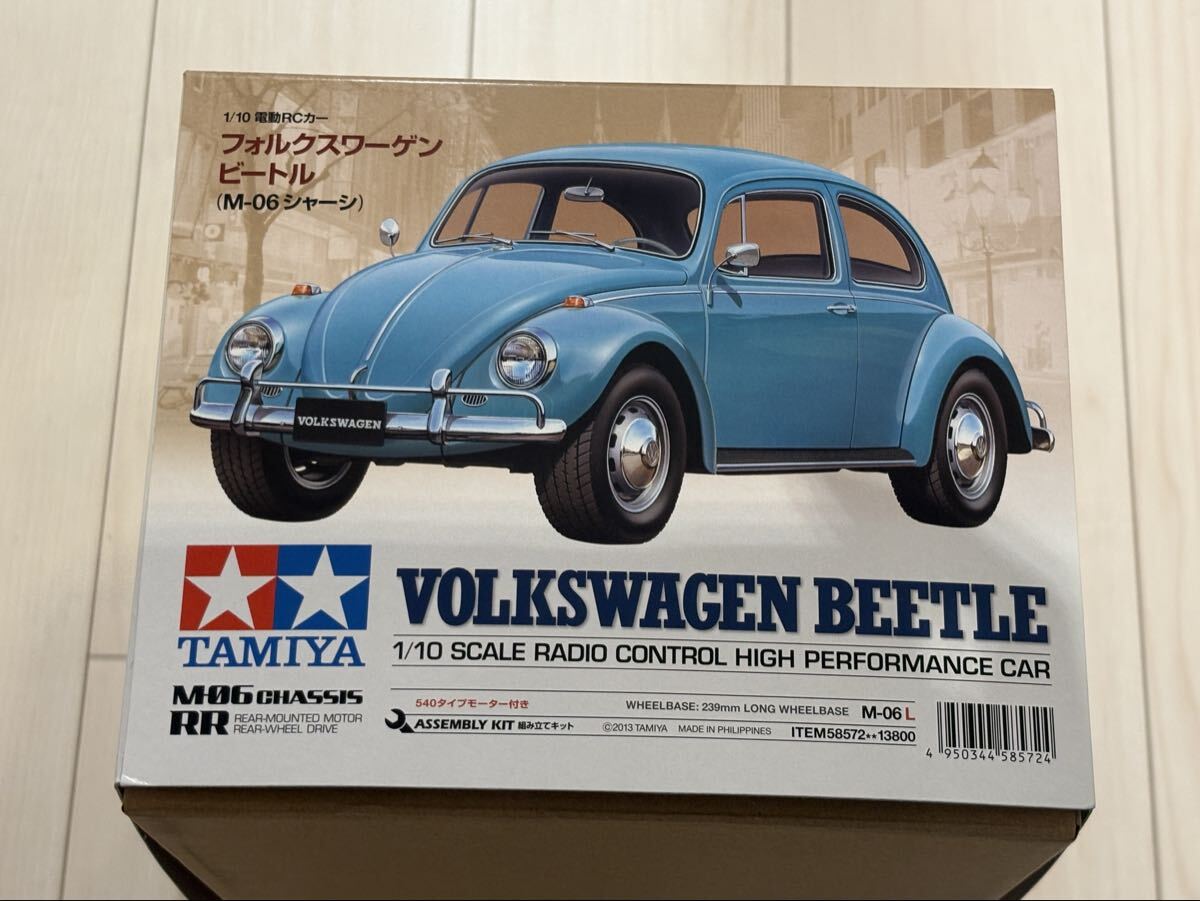 1/10 電動RCカー
フォルクスワーゲン
ビートル
(M-06 シャーシ)
VOLKSWAGEN
TAMIYA
VOLKSWAGEN BEETLE
1/10 SCALE RADIO CONTROL HIGH PERFORMANCE CAR
M-06 CHASSIS
RR REAR-MOUNTED MOTOR
REAR-WHEEL DRIVE
540タイプモーター付き
WHEELBASE: 239mm LONG WHEELBASE M-06 L
ASSEMBLY KIT 組み立てキット ©2013 TAMIYA MADE IN PHILIPPINES ITEM58572**13800
4 950344 585724